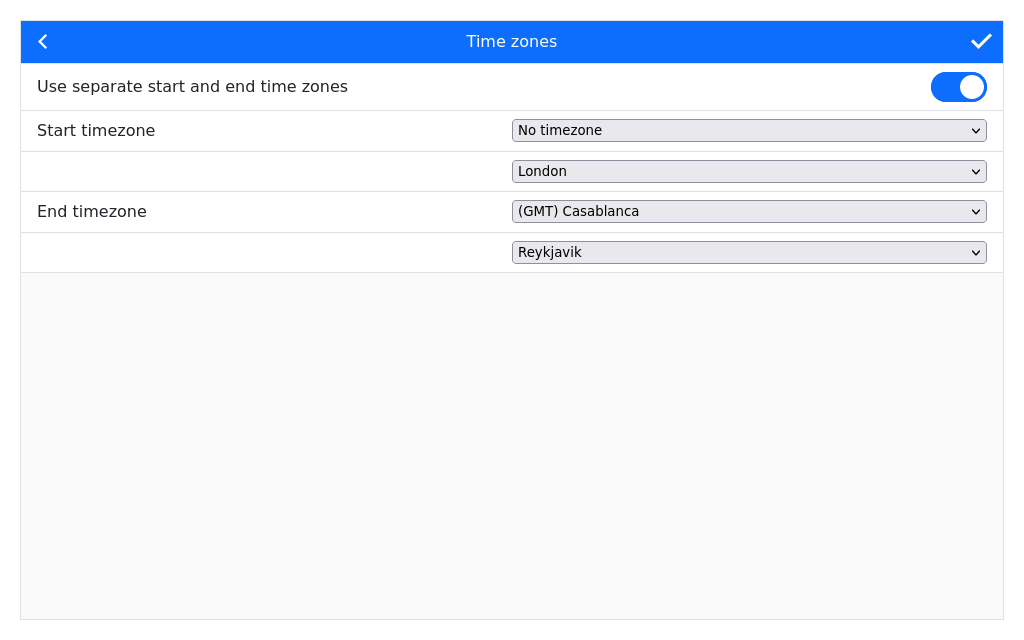 Time zones
Use separate start and end time zones
Start timezone
No timezone
London
End timezone
(GMT) Casablanca
Reykjavik